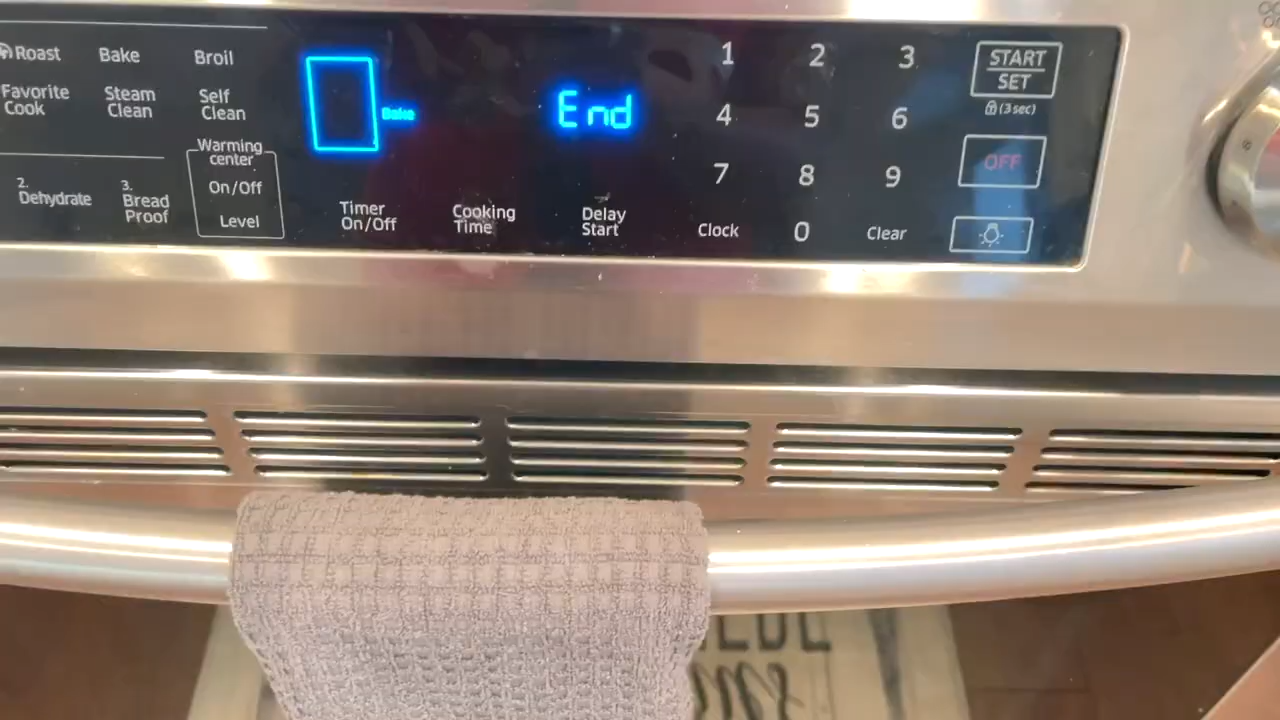 Roast Bake Broil
Favorite
Cook
Steam
Clean
Self
Clean
Warming
center
On/Off
Level
2.
Dehydrate
3.
Bread
Proof
Bake
End
Timer
On/Off
Cooking
Time
Delay
Start
1 2 3
4 5 6
7 8 9
Clock 0 Clear
START
SET
(3 sec)
OFF